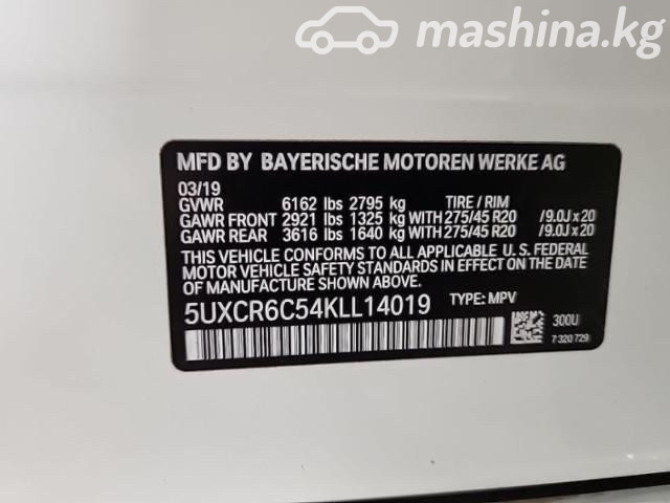 mashina.kg
MFD BY BAYERISCHE MOTOREN WERKE AG
03/19
GVWR 6162 lbs 2795 kg TIRE / RIM
GAWR FRONT 2921 lbs 1325 kg WITH 275/45 R20 /9.0J x 20
GAWR REAR 3616 lbs 1640 kg WITH 275/45 R20 /9.0J x 20
THIS VEHICLE CONFORMS TO ALL APPLICABLE U. S. FEDERAL
MOTOR VEHICLE SAFETY STANDARDS IN EFFECT ON THE DATE
OF MANUFACTURE SHOWN ABOVE.
5UXCR6C54KLL14019 TYPE: MPV
300U
7 320 729